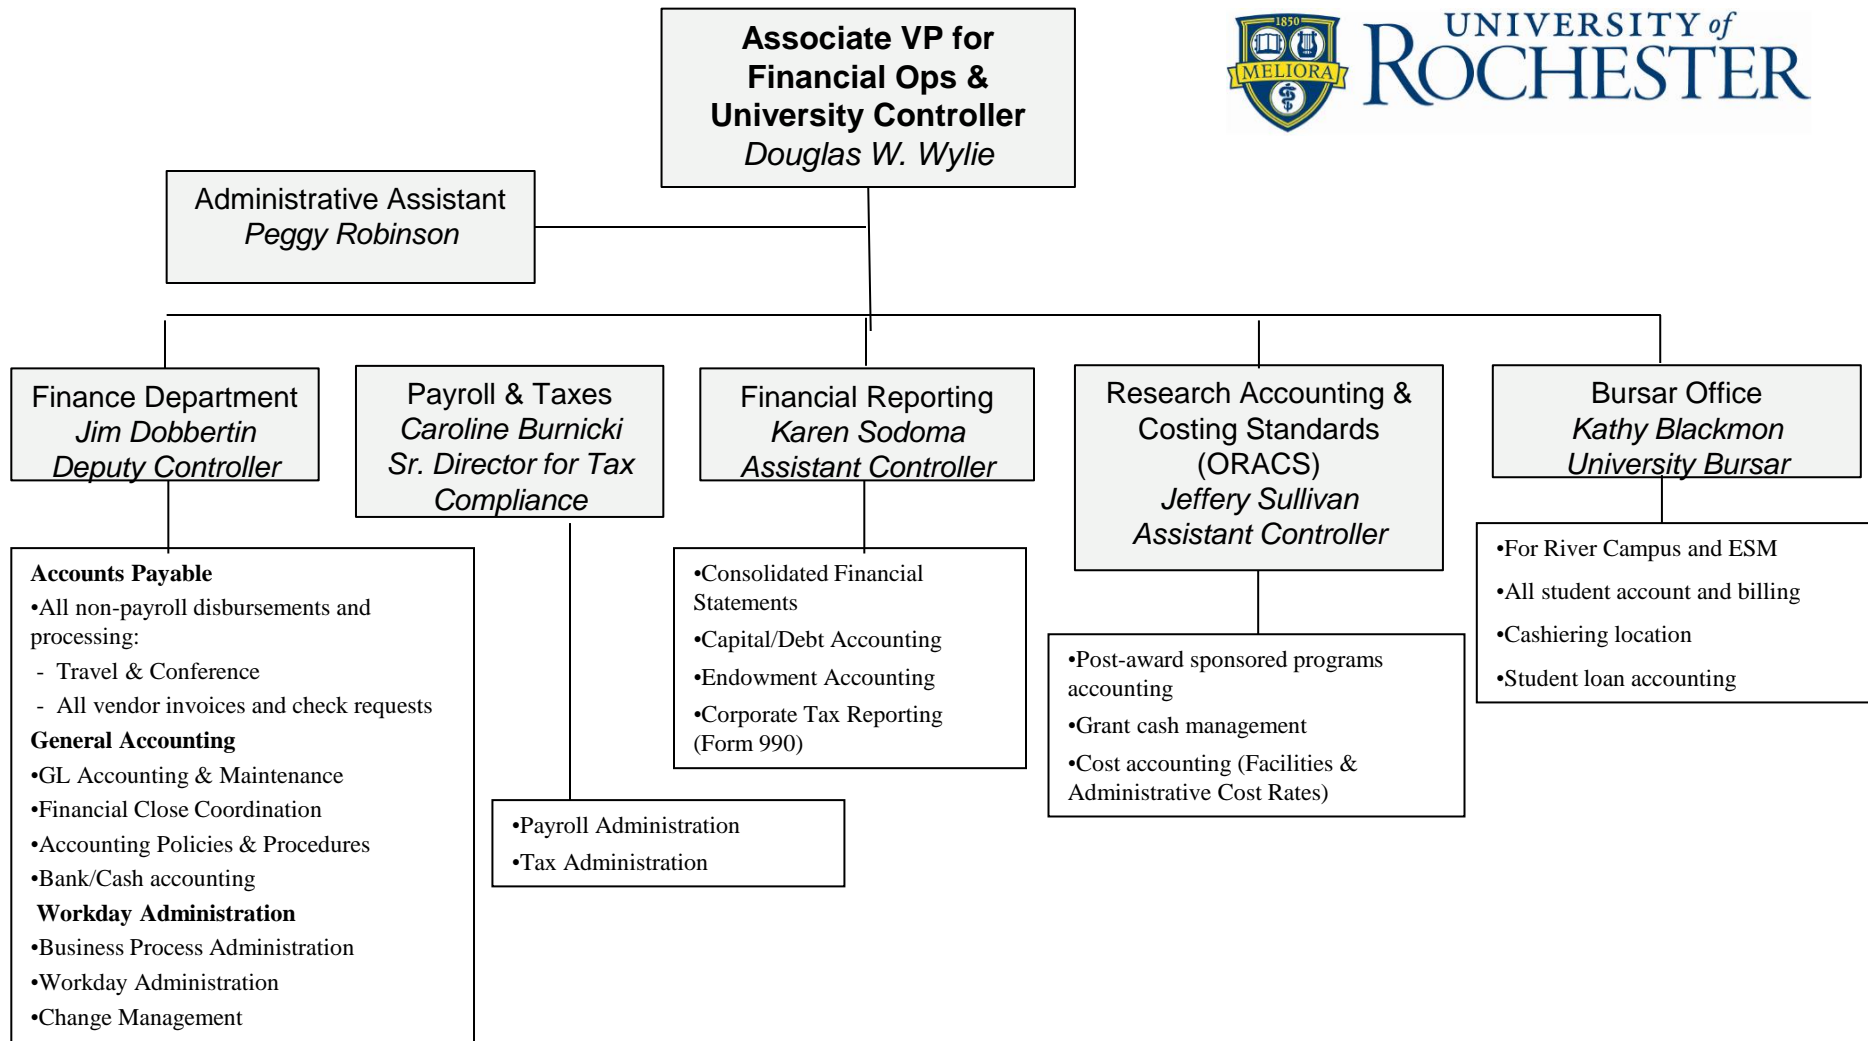 Associate VP for
Financial Ops &
University Controller
Douglas W. Wylie
1850
MELIORA
UNIVERSITY of
ROCHESTER
Administrative Assistant
Peggy Robinson
Finance Department
Jim Dobbertin
Deputy Controller
Payroll & Taxes
Caroline Burnicki
Sr. Director for Tax
Compliance
Financial Reporting
Karen Sodoma
Assistant Controller
Research Accounting &
Costing Standards
(ORACS)
Jeffery Sullivan
Assistant Controller
Bursar Office
Kathy Blackmon
University Bursar
Accounts Payable
•All non-payroll disbursements and
processing:
- Travel & Conference
- All vendor invoices and check requests
General Accounting
•GL Accounting & Maintenance
•Financial Close Coordination
•Accounting Policies & Procedures
•Bank/Cash accounting
Workday Administration
•Business Process Administration
•Workday Administration
•Change Management
•Payroll Administration
•Tax Administration
•Consolidated Financial
Statements
•Capital/Debt Accounting
•Endowment Accounting
•Corporate Tax Reporting
(Form 990)
•Post-award sponsored programs
accounting
•Grant cash management
•Cost accounting (Facilities &
Administrative Cost Rates)
•For River Campus and ESM
•All student account and billing
•Cashiering location
•Student loan accounting